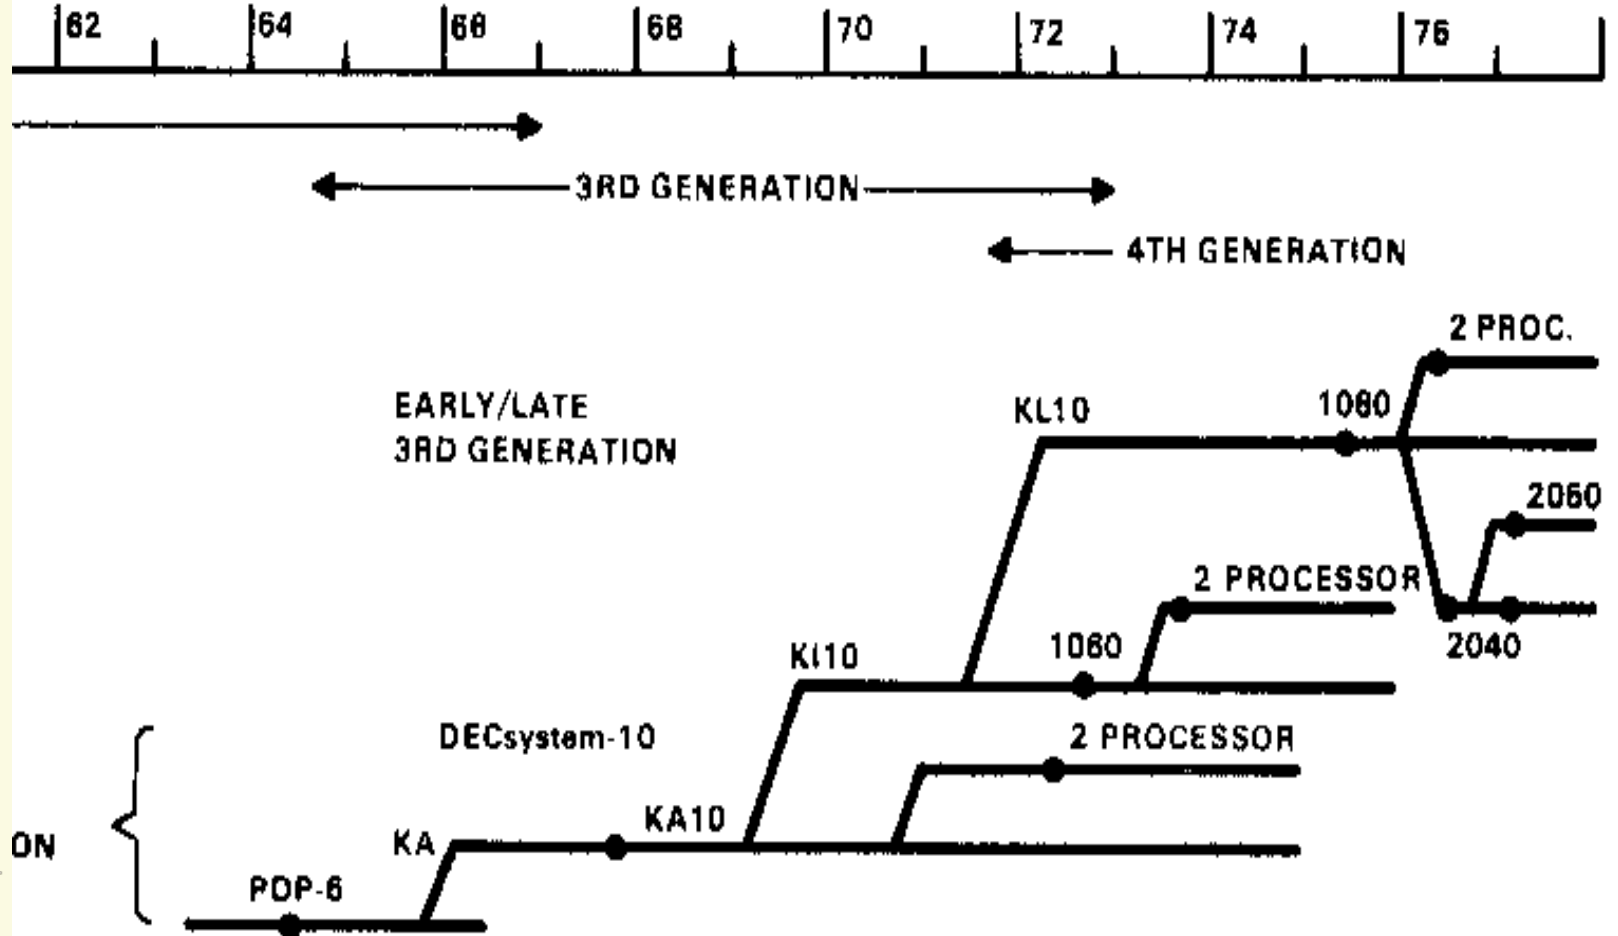 62 64 66 68 70 72 74 76
3RD GENERATION
4TH GENERATION
2 PROC.
EARLY/LATE
3RD GENERATION
KL10
1080
2060
2 PROCESSOR
2040
KI10
1060
DECsystem-10
2 PROCESSOR
KA10
KA
ON
PDP-6